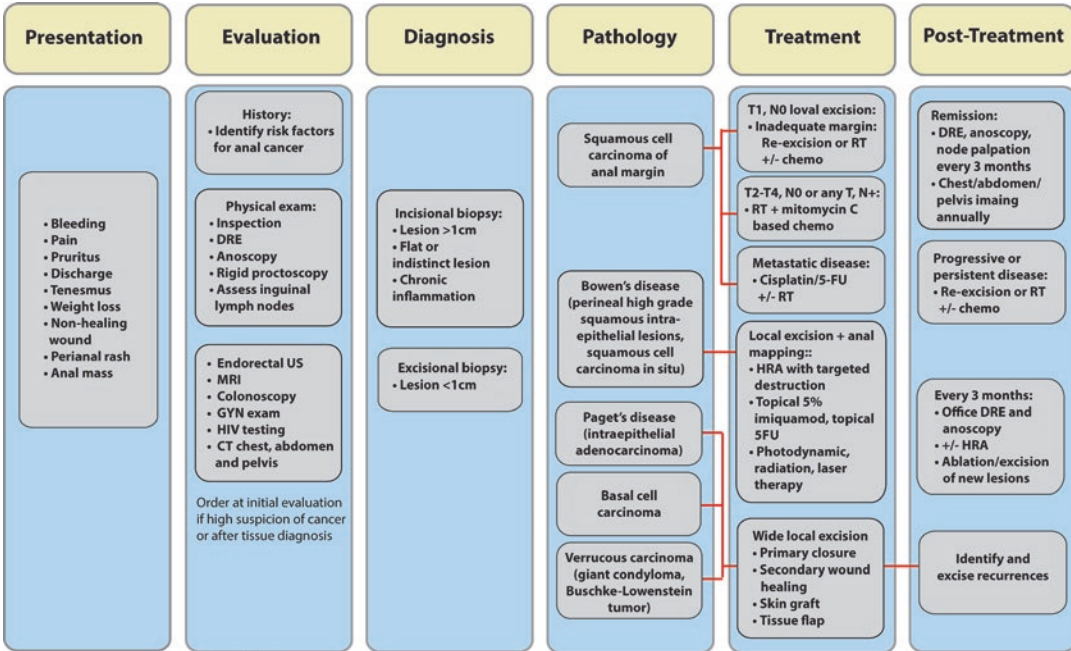 Presentation
Evaluation
Diagnosis
Pathology
Treatment
Post-Treatment
• Bleeding
• Pain
• Pruritus
• Discharge
• Tenesmus
• Weight loss
• Non-healing
wound
• Perianal rash
• Anal mass
History:
• Identify risk factors
for anal cancer
Physical exam:
• Inspection
• DRE
• Anoscopy
• Rigid proctoscopy
• Assess inguinal
lymph nodes
• Endorectal US
• MRI
• Colonoscopy
• GYN exam
• HIV testing
• CT chest, abdomen
and pelvis
Order at initial evaluation
if high suspicion of cancer
or after tissue diagnosis
Incisional biopsy:
• Lesion >1cm
• Flat or
indistinct lesion
• Chronic
inflammation
Excisional biopsy:
• Lesion <1cm
Squamous cell
carcinoma of
anal margin
Bowen's disease
(perineal high grade
squamous intra-
epithelial lesions,
squamous cell
carcinoma in situ)
Paget's disease
(intraepithelial
adenocarcinoma)
Basal cell
carcinoma
Verrucous carcinoma
(giant condyloma,
Buschke-Lowenstein
tumor)
T1, N0 loval excision:
• Inadequate margin:
Re-excision or RT
+/- chemo
T2-T4, N0 or any T, N+:
• RT + mitomycin C
based chemo
Metastatic disease:
• Cisplatin/5-FU
+/- RT
Local excision + anal
mapping::
• HRA with targeted
destruction
• Topical 5%
imiquamod, topical
5FU
• Photodynamic,
radiation, laser
therapy
Wide local excision
• Primary closure
• Secondary wound
healing
• Skin graft
• Tissue flap
Remission:
• DRE, anoscopy,
node palpation
every 3 months
• Chest/abdomen/
pelvis imaing
annually
Progressive or
persistent disease:
• Re-excision or RT
+/- chemo
Every 3 months:
• Office DRE and
anoscopy
• +/- HRA
• Ablation/excision
of new lesions
Identify and
excise recurrences